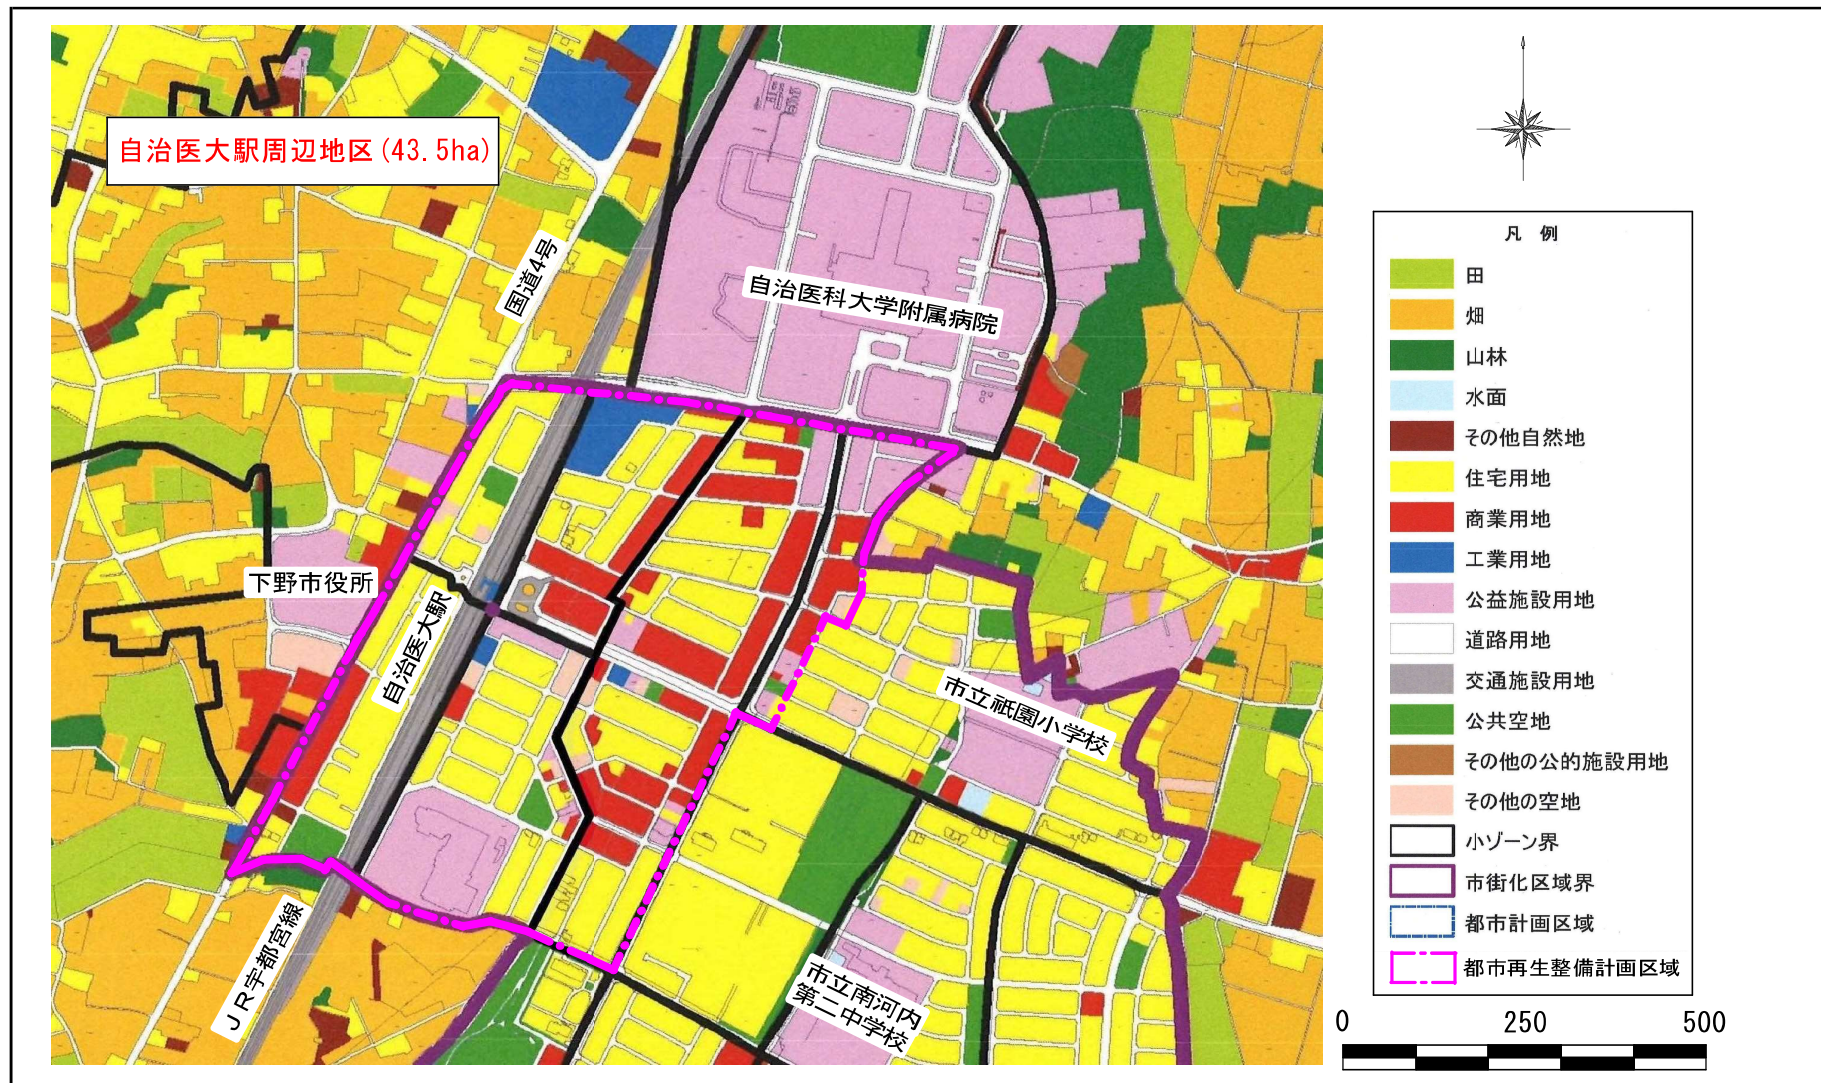 自治医大駅周辺地区(43.5ha)
国道4号
自治医科大学附属病院
下野市役所
自治医大駅
市立祇園小学校
JR宇都宮線
市立南河内
第二中学校
凡 例
田
畑
山林
水面
その他自然地
住宅用地
商業用地
工業用地
公益施設用地
道路用地
交通施設用地
公共空地
その他の公的施設用地
その他の空地
小ゾーン界
市街化区域界
都市計画区域
都市再生整備計画区域
0 250 500